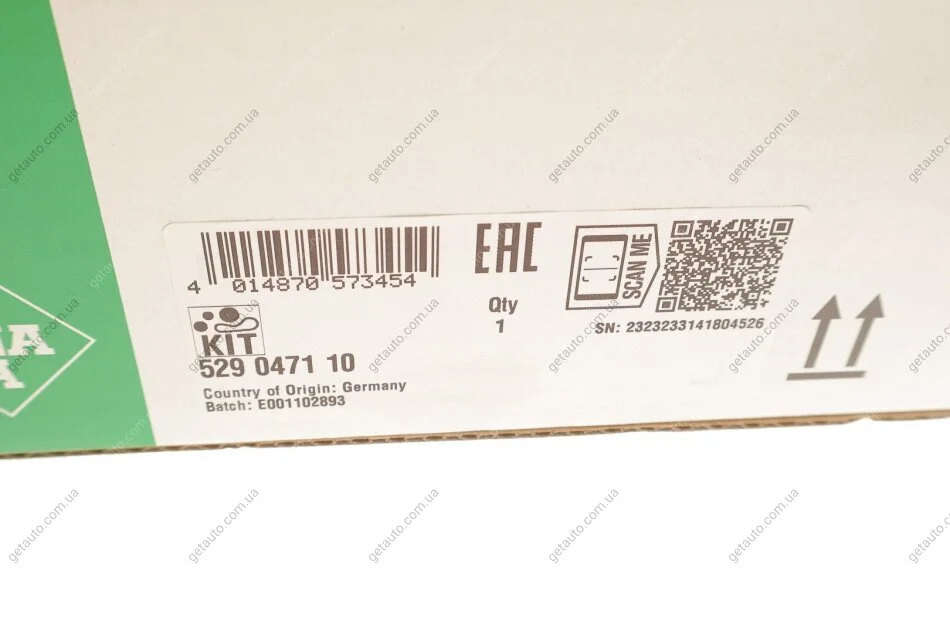 4 014870 573454
EAC
SCAN ME
Qty
1
SN: 2323233141804526
KIT
529 0471 10
Country of Origin: Germany
Batch: E001102893
getauto.com.ua